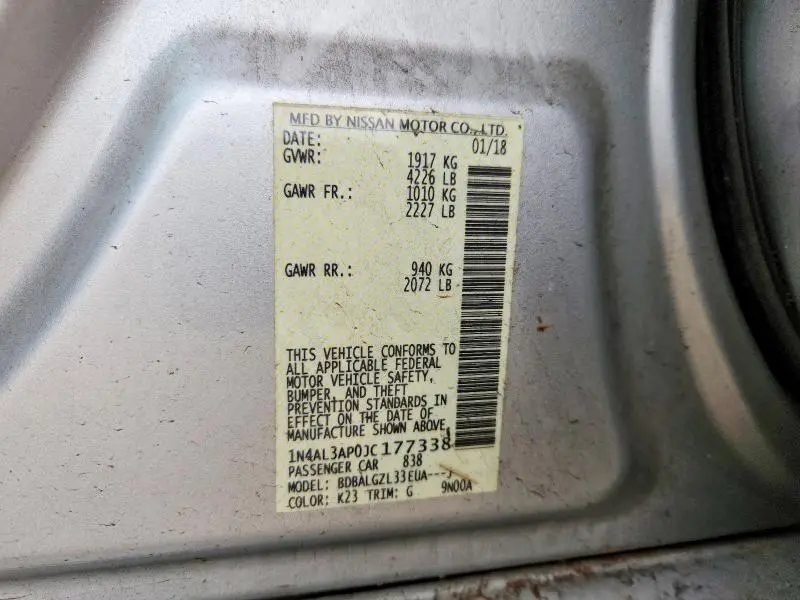 MFD BY NISSAN MOTOR CO.,LTD.
DATE: 01/18
GVWR: 1917 KG
4226 LB
GAWR FR.: 1010 KG
2227 LB
GAWR RR.: 940 KG
2072 LB
THIS VEHICLE CONFORMS TO
ALL APPLICABLE FEDERAL
MOTOR VEHICLE SAFETY,
BUMPER, AND THEFT
PREVENTION STANDARDS IN
EFFECT ON THE DATE OF
MANUFACTURE SHOWN ABOVE.
1N4AL3AP0JC177338
PASSENGER CAR 838
MODEL: BDBALGZL33EUA---J
COLOR: K23 TRIM: G 9N00A